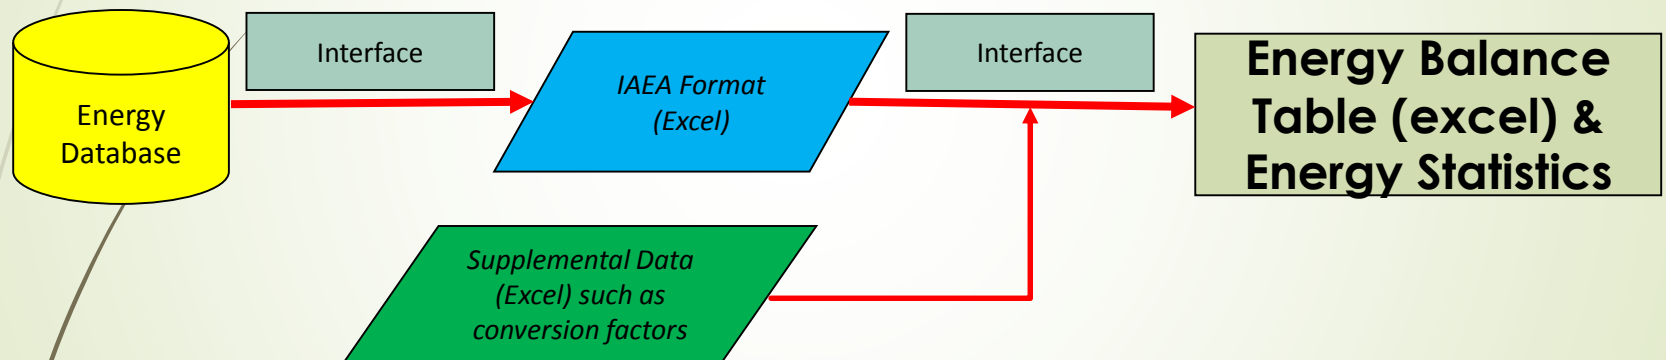 Energy
Database
Interface
IAEA Format
(Excel)
Interface
Energy Balance
Table (excel) &
Energy Statistics
Supplemental Data
(Excel) such as
conversion factors